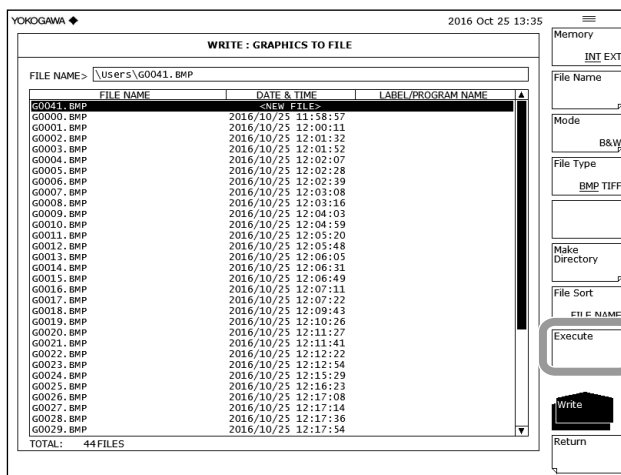 YOKOGAWA ◆ 2016 Oct 25 13:35
WRITE : GRAPHICS TO FILE
FILE NAME> \Users\G0041.BMP
FILE NAME DATE & TIME LABEL/PROGRAM NAME
G0041.BMP <NEW FILE>
G0000.BMP 2016/10/25 11:58:57
G0001.BMP 2016/10/25 12:00:11
G0002.BMP 2016/10/25 12:01:32
G0003.BMP 2016/10/25 12:01:52
G0004.BMP 2016/10/25 12:02:07
G0005.BMP 2016/10/25 12:02:28
G0006.BMP 2016/10/25 12:02:39
G0007.BMP 2016/10/25 12:03:08
G0008.BMP 2016/10/25 12:03:16
G0009.BMP 2016/10/25 12:04:03
G0010.BMP 2016/10/25 12:04:59
G0011.BMP 2016/10/25 12:05:20
G0012.BMP 2016/10/25 12:05:48
G0013.BMP 2016/10/25 12:06:05
G0014.BMP 2016/10/25 12:06:31
G0015.BMP 2016/10/25 12:06:49
G0016.BMP 2016/10/25 12:07:11
G0017.BMP 2016/10/25 12:07:22
G0018.BMP 2016/10/25 12:09:43
G0019.BMP 2016/10/25 12:10:26
G0020.BMP 2016/10/25 12:11:27
G0021.BMP 2016/10/25 12:11:41
G0022.BMP 2016/10/25 12:12:22
G0023.BMP 2016/10/25 12:12:54
G0024.BMP 2016/10/25 12:15:29
G0025.BMP 2016/10/25 12:16:23
G0026.BMP 2016/10/25 12:17:08
G0027.BMP 2016/10/25 12:17:14
G0028.BMP 2016/10/25 12:17:36
G0029.BMP 2016/10/25 12:17:54
TOTAL: 44FILES
Memory
INT EXT
File Name
Mode
B&W
File Type
BMP TIFF
Make
Directory
File Sort
FILE NAME
Execute
Write
Return